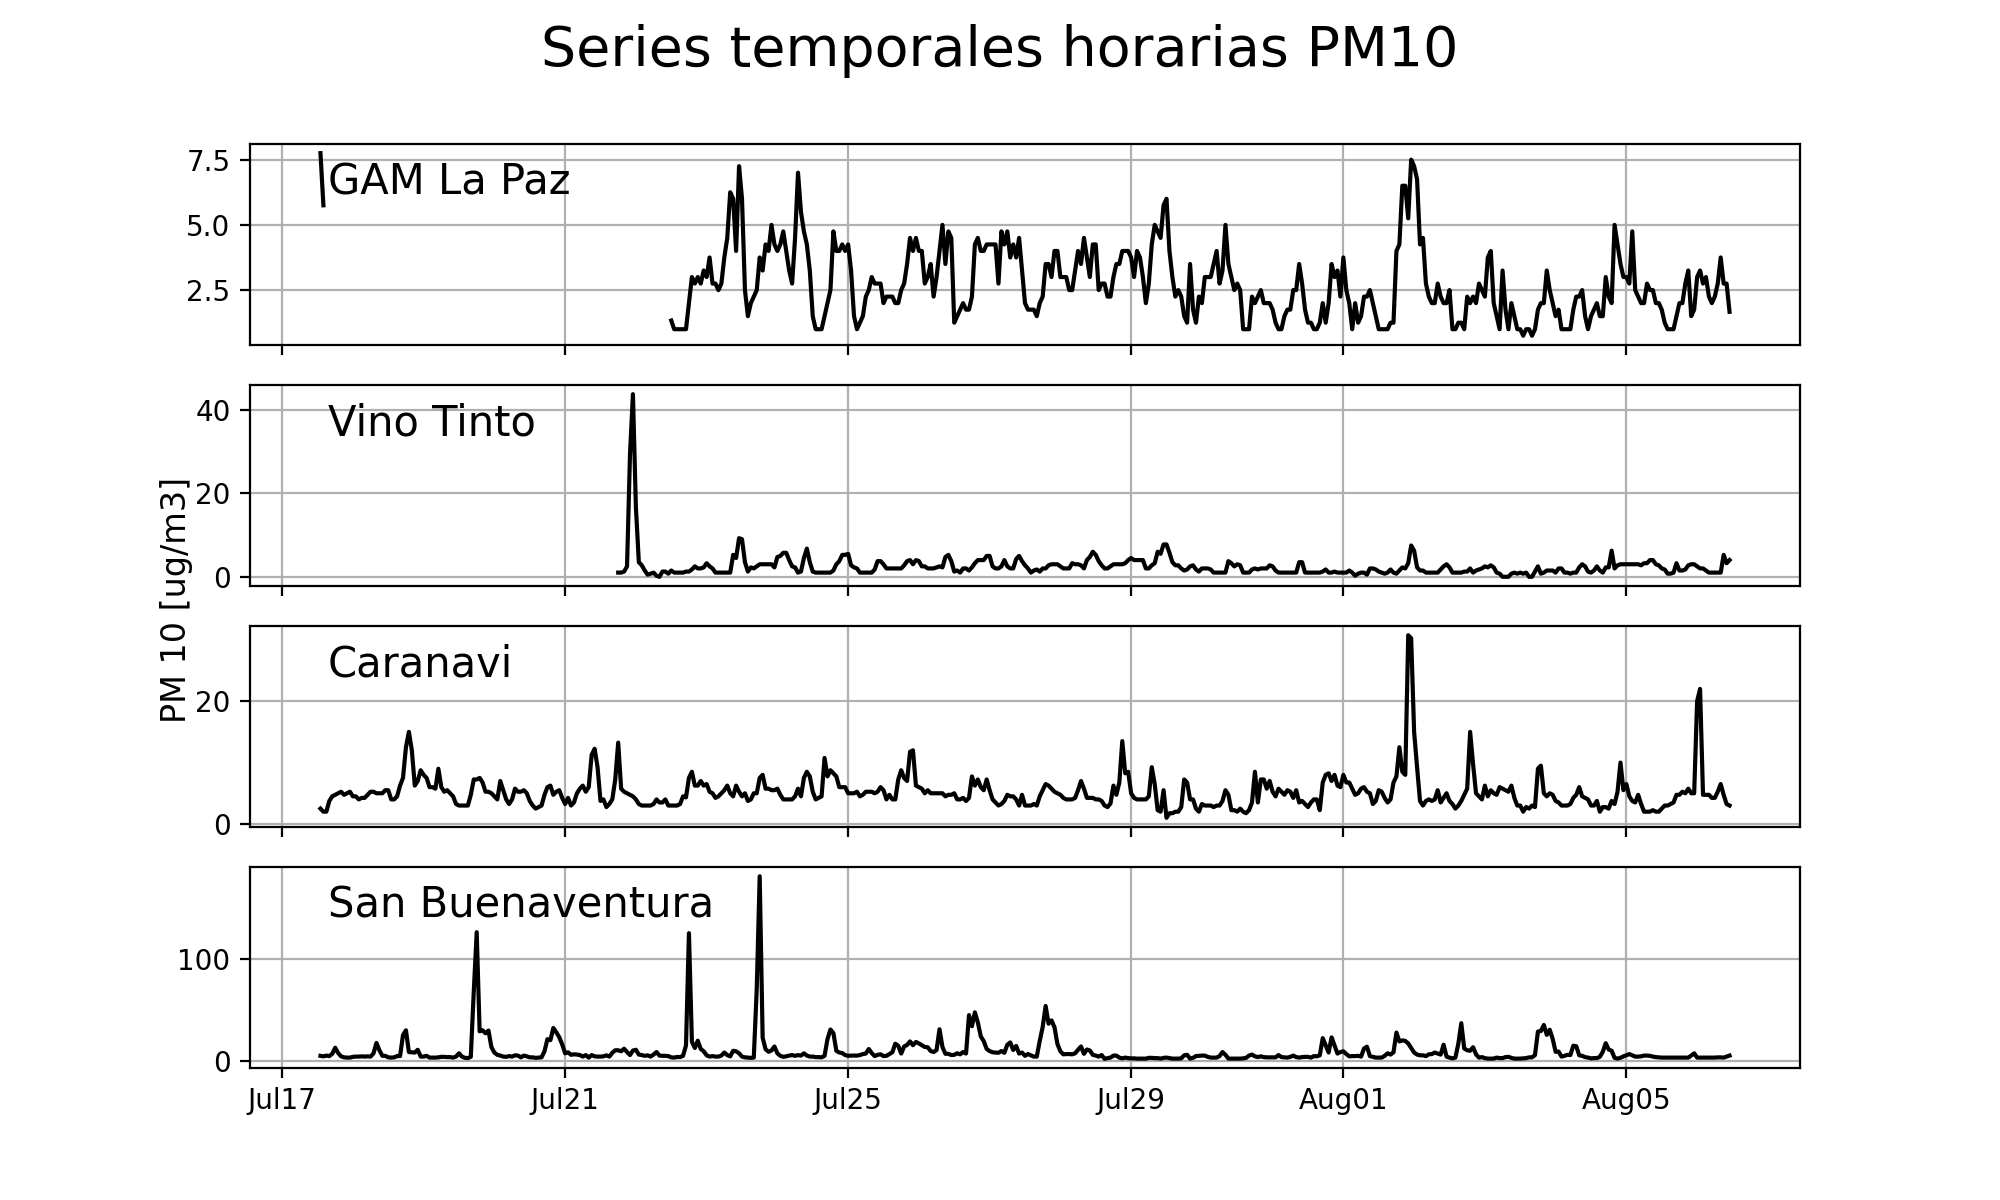 Series temporales horarias PM10
GAM La Paz
7.5
5.0
2.5
Vino Tinto
40
20
0
PM 10 [ug/m3]
Caranavi
20
0
San Buenaventura
100
0
Jul17 Jul21 Jul25 Jul29 Aug01 Aug05